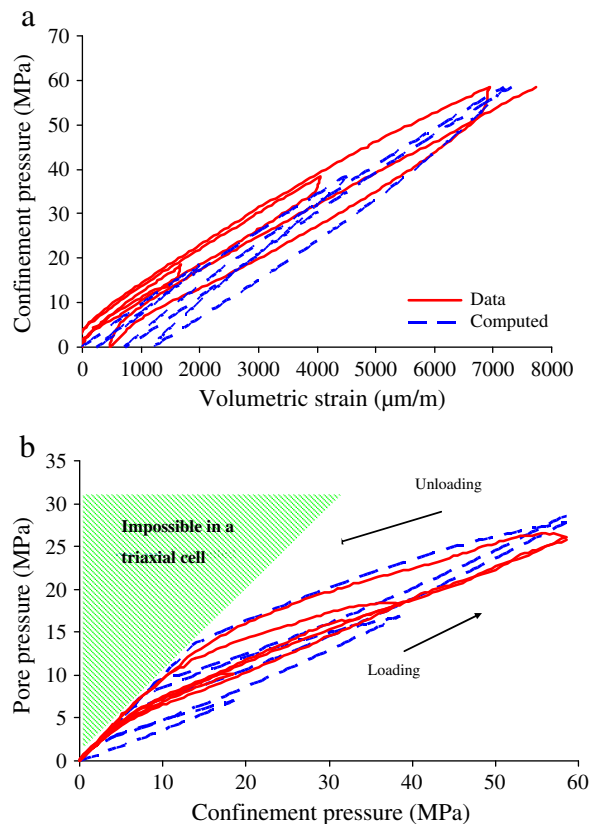 a
Confinement pressure (MPa)
70
60
50
40
30
20
10
0
Data
Computed
0 1000 2000 3000 4000 5000 6000 7000 8000
Volumetric strain (µm/m)
b
Pore pressure (MPa)
35
30
25
20
15
10
5
0
Impossible in a
triaxial cell
Unloading
Loading
0 10 20 30 40 50 60
Confinement pressure (MPa)